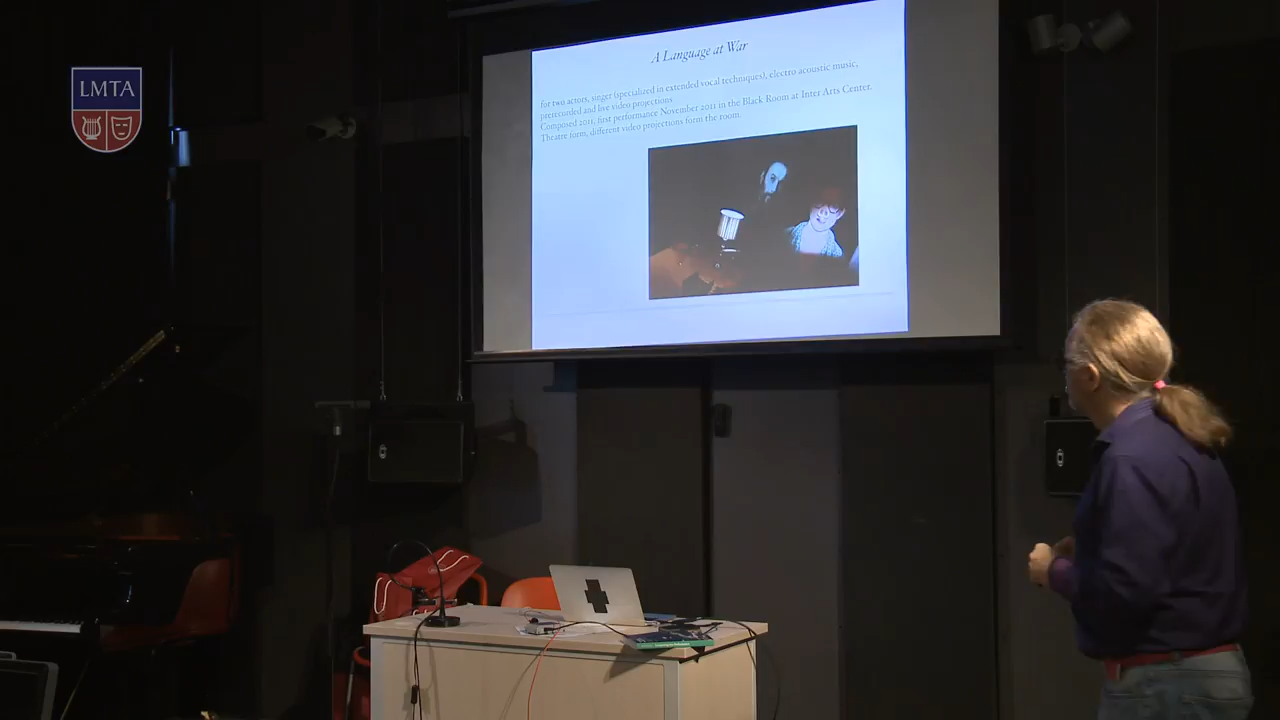 LMTA
A Language at War
for two actors, singer (specialized in extended vocal techniques), electro acoustic music,
prerecorded and live video projections
Composed 2011, first performance November 2011 in the Black Room at Inter Arts Center.
Theatre form, different video projections form the room.